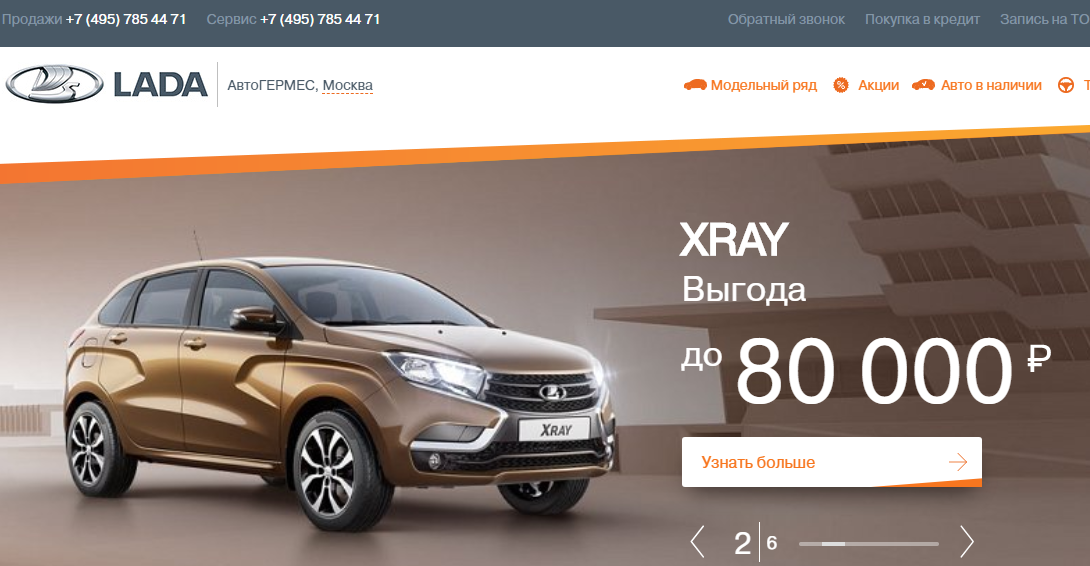 Продажи +7 (495) 785 44 71 Сервис +7 (495) 785 44 71 Обратный звонок Покупка в кредит Запись на ТО
LADA АвтоГЕРМЕС, Москва Модельный ряд % Акции Авто в наличии Т
XRAY
Выгода
до 80 000 ₽
XRAY
Узнать больше
2 | 6